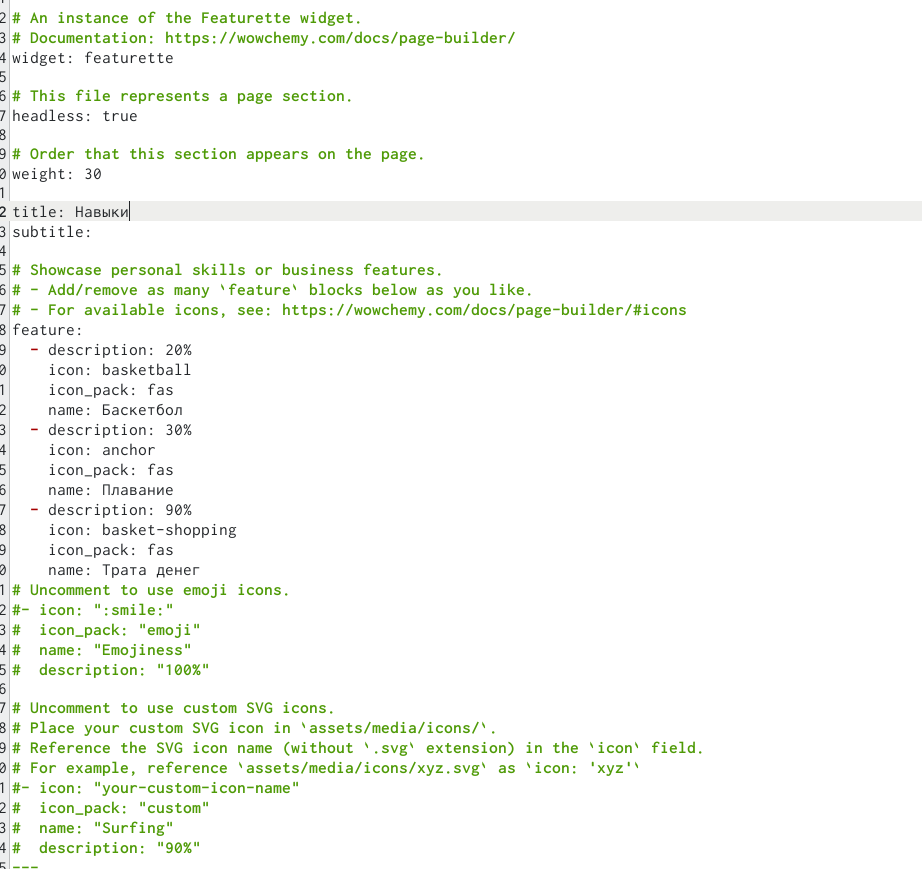 2 # An instance of the Featurette widget.
3 # Documentation: https://wowchemy.com/docs/page-builder/
4 widget: featurette
5
6 # This file represents a page section.
7 headless: true
8
9 # Order that this section appears on the page.
0 weight: 30
1
2 title: Навыки
3 subtitle:
4
5 # Showcase personal skills or business features.
6 # - Add/remove as many `feature` blocks below as you like.
7 # - For available icons, see: https://wowchemy.com/docs/page-builder/#icons
8 feature:
9   - description: 20%
0     icon: basketball
1     icon_pack: fas
2     name: Баскетбол
3   - description: 30%
4     icon: anchor
5     icon_pack: fas
6     name: Плавание
7   - description: 90%
8     icon: basket-shopping
9     icon_pack: fas
0     name: Трата денег
1 # Uncomment to use emoji icons.
2 #- icon: ":smile:"
3 #  icon_pack: "emoji"
4 #  name: "Emojiness"
5 #  description: "100%"
6
7 # Uncomment to use custom SVG icons.
8 # Place your custom SVG icon in `assets/media/icons/`.
9 # Reference the SVG icon name (without `.svg` extension) in the `icon` field.
0 # For example, reference `assets/media/icons/xyz.svg` as `icon: 'xyz'`
1 #- icon: "your-custom-icon-name"
2 #  icon_pack: "custom"
3 #  name: "Surfing"
4 #  description: "90%"
5 ---